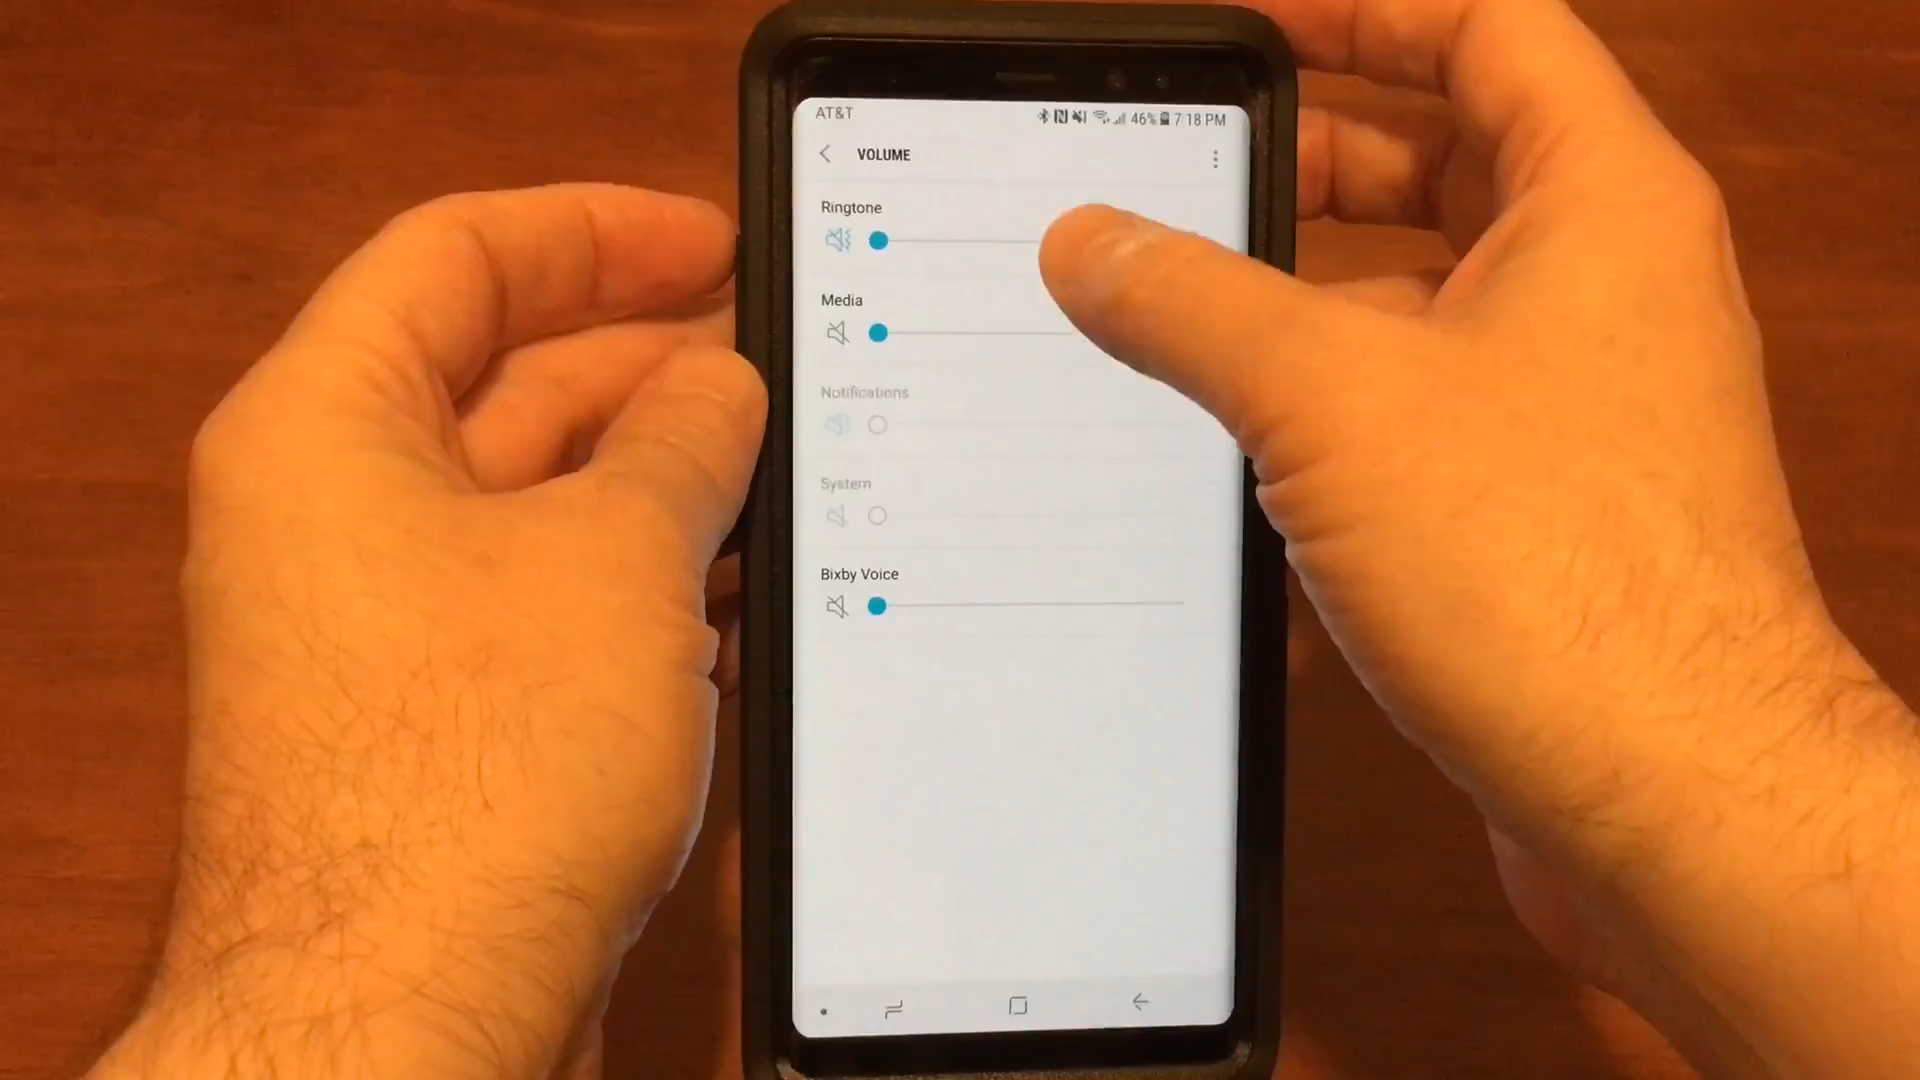 AT&T
46% 7:18 PM
VOLUME
Ringtone
Media
Notifications
System
Bixby Voice